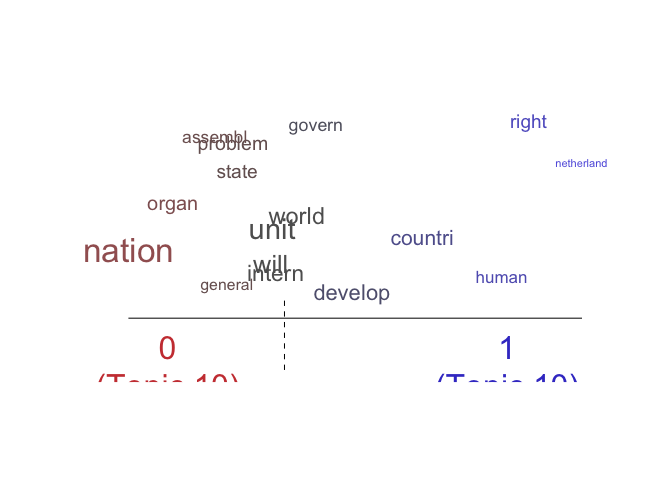 right
govern
assembl
problem
netherland
state
organ
world
unit
countri
nation
will
intern
human
general
develop
0 1
(Topic 10) (Topic 10)